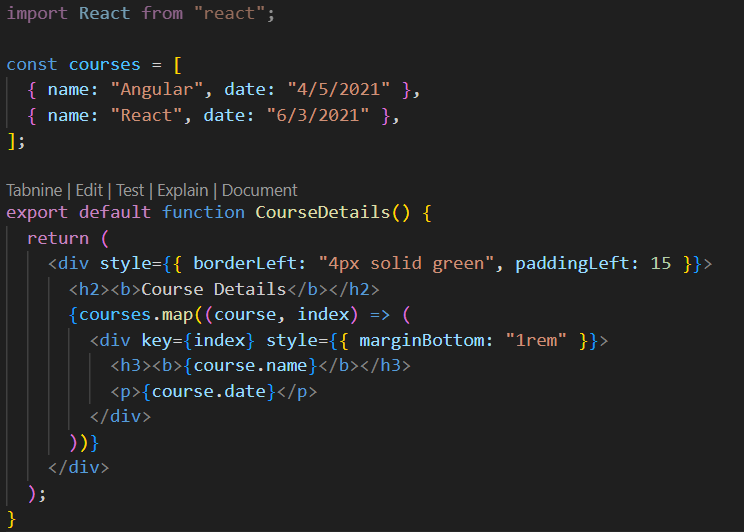 import React from "react";

const courses = [
  { name: "Angular", date: "4/5/2021" },
  { name: "React", date: "6/3/2021" },
];

Tabnine | Edit | Test | Explain | Document
export default function CourseDetails() {
  return (
    <div style={{ borderLeft: "4px solid green", paddingLeft: 15 }}>
      <h2><b>Course Details</b></h2>
      {courses.map((course, index) => (
        <div key={index} style={{ marginBottom: "1rem" }}>
          <h3><b>{course.name}</b></h3>
          <p>{course.date}</p>
        </div>
      ))}
    </div>
  );
}